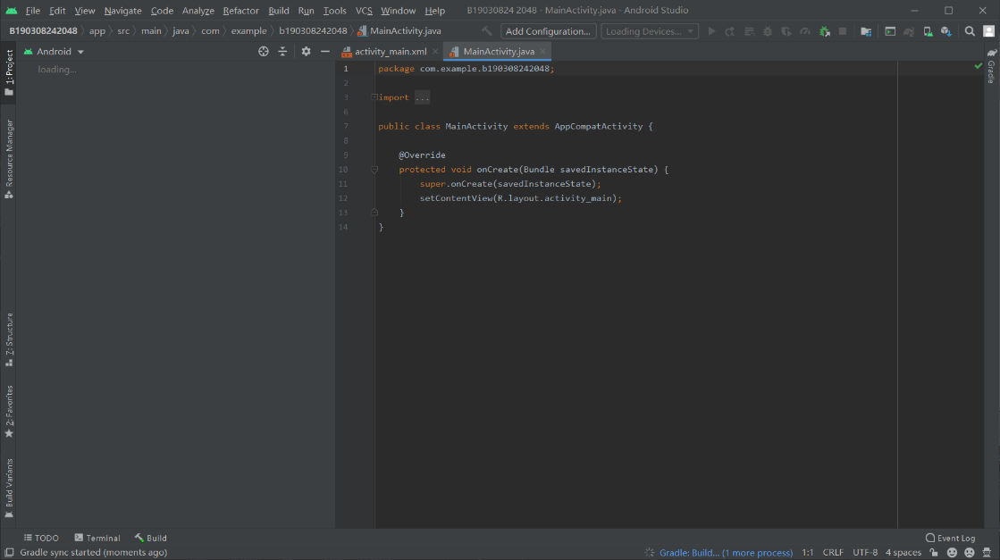 File Edit View Navigate Code Analyze Refactor Build Run Tools VCS Window Help B19030824 2048 - MainActivity.java - Android Studio
B190308242048 app src main java com example b190308242048 MainActivity.java Add Configuration... Loading Devices...
Android activity_main.xml MainActivity.java
loading...
1 package com.example.b190308242048;
2
3 import ...
6
7 public class MainActivity extends AppCompatActivity {
8
9 @Override
10 protected void onCreate(Bundle savedInstanceState) {
11 super.onCreate(savedInstanceState);
12 setContentView(R.layout.activity_main);
13 }
14 }
1: Project
Resource Manager
7: Structure
2: Favorites
Build Variants
Gradle
TODO Terminal Build Event Log
Gradle sync started (moments ago) Gradle: Build... (1 more process) 1:1 CRLF UTF-8 4 spaces